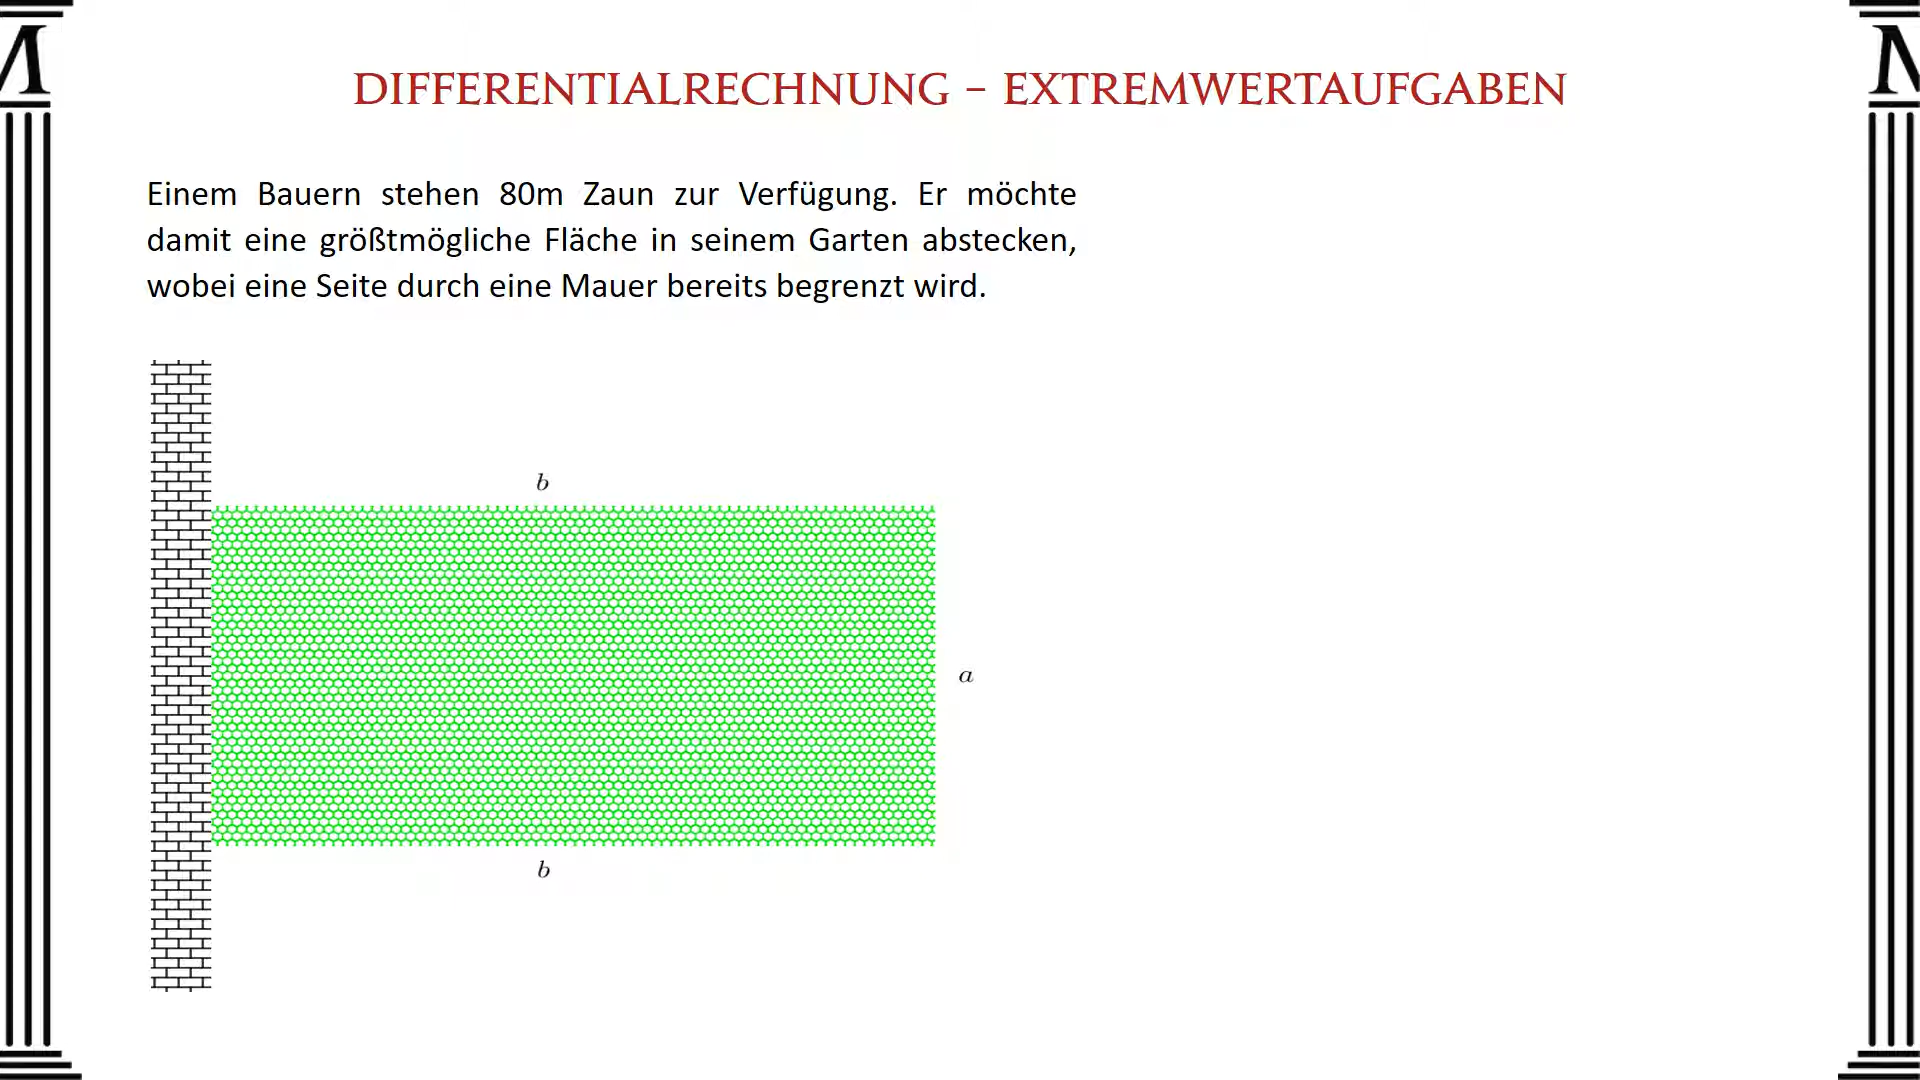 DIFFERENTIALRECHNUNG – EXTREMWERTAUFGABEN
Einem Bauern stehen 80m Zaun zur Verfügung. Er möchte
damit eine größtmögliche Fläche in seinem Garten abstecken,
wobei eine Seite durch eine Mauer bereits begrenzt wird.
b
a
b